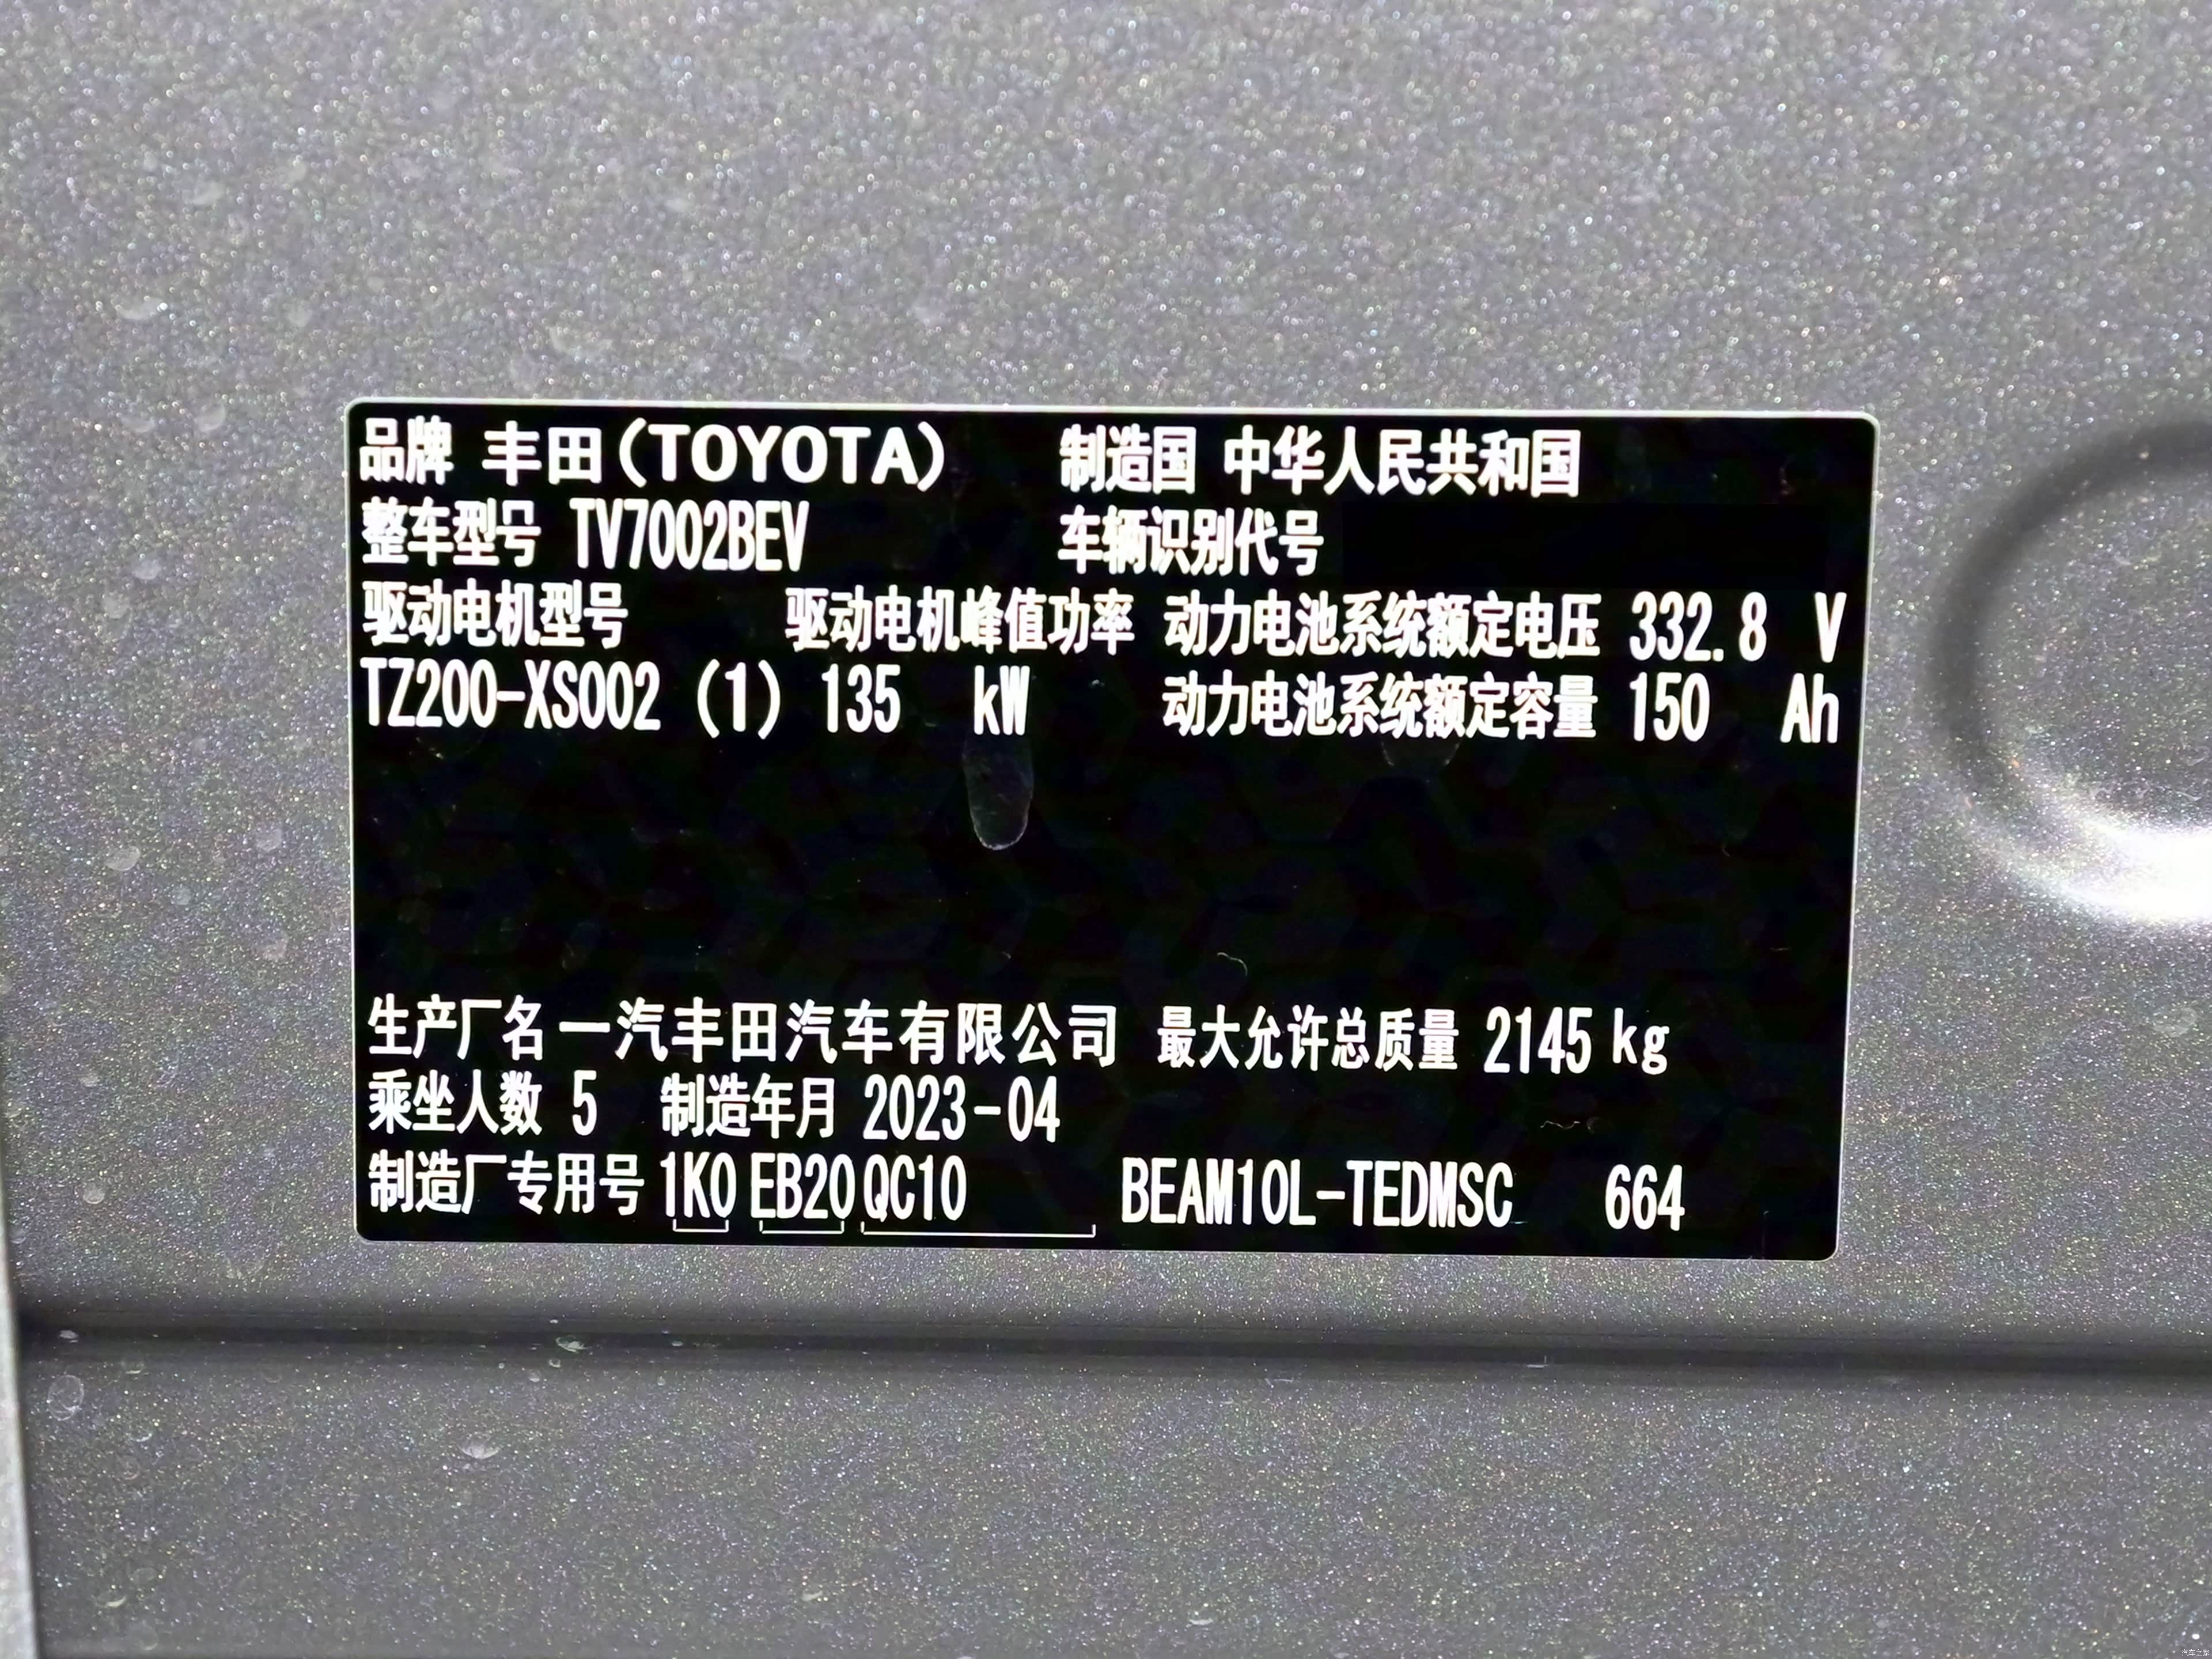 品牌 丰田(TOYOTA) 制造国 中华人民共和国
整车型号 TV7002BEV 车辆识别代号
驱动电机型号 驱动电机峰值功率 动力电池系统额定电压 332.8 V
TZ200-XS002 (1) 135 kW 动力电池系统额定容量 150 Ah
生产厂名 一汽丰田汽车有限公司 最大允许总质量 2145 kg
乘坐人数 5 制造年月 2023-04
制造厂专用号 1K0 EB20 QC10 BEAM10L-TEDMSC 664
汽车之家